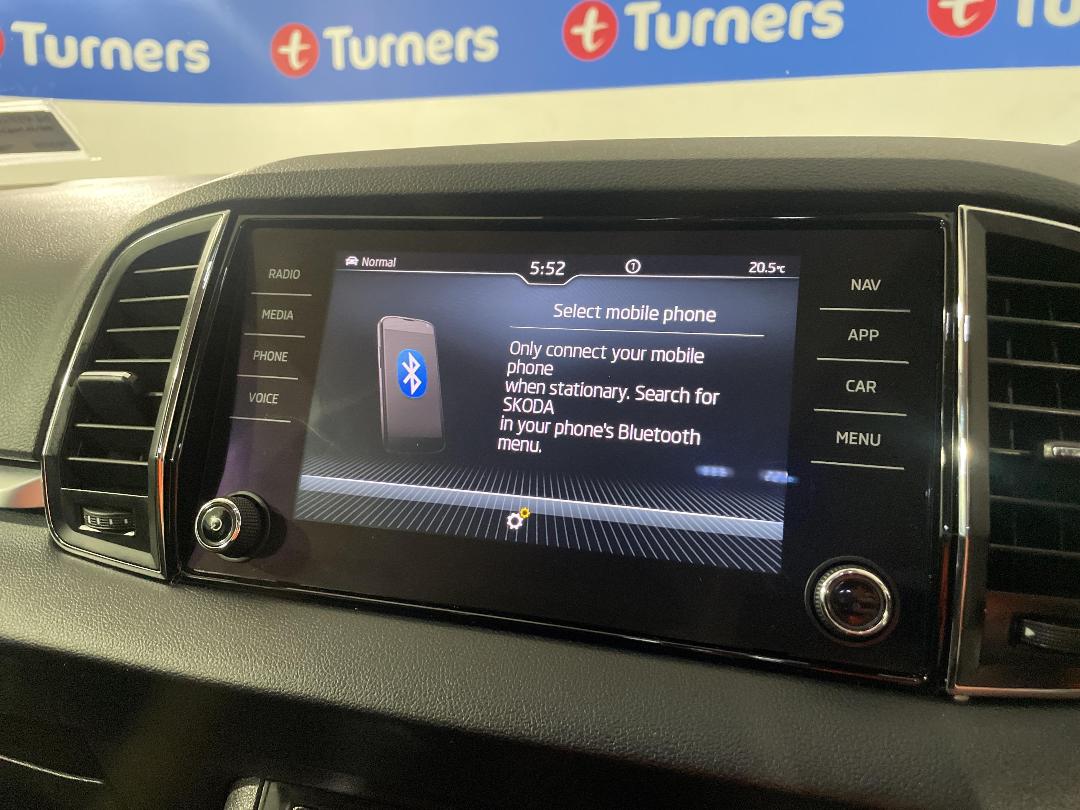 Turners
Turners
Turners
RADIO
MEDIA
PHONE
VOICE
Normal
5:52
20.5°C
Select mobile phone
Only connect your mobile
phone
when stationary. Search for
SKODA
in your phone's Bluetooth
menu.
NAV
APP
CAR
MENU